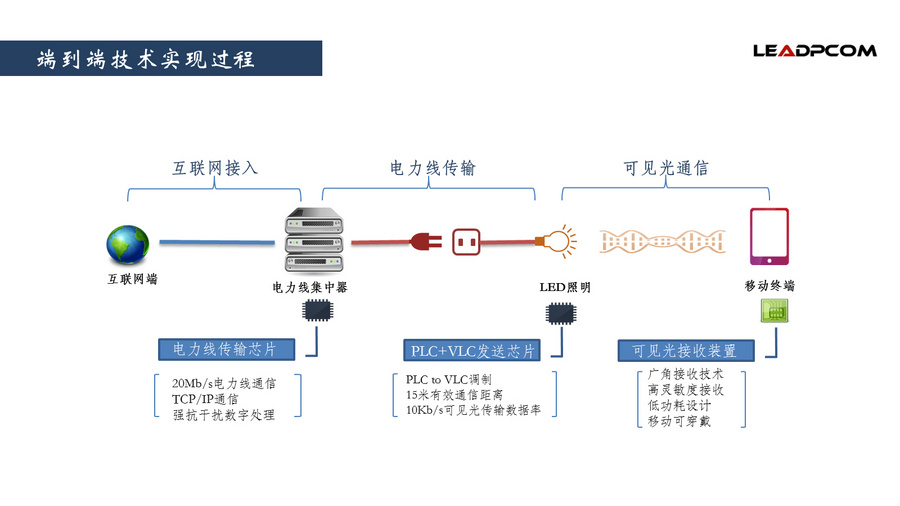 端到端技术实现过程
LEADPCOM
互联网接入
电力线传输
可见光通信
互联网端
电力线集中器
LED照明
移动终端
电力线传输芯片
PLC+VLC发送芯片
可见光接收装置
20Mb/s电力线通信
TCP/IP通信
强抗干扰数字处理
PLC to VLC调制
15米有效通信距离
10Kb/s可见光传输数据率
广角接收技术
高灵敏度接收
低功耗设计
移动可穿戴